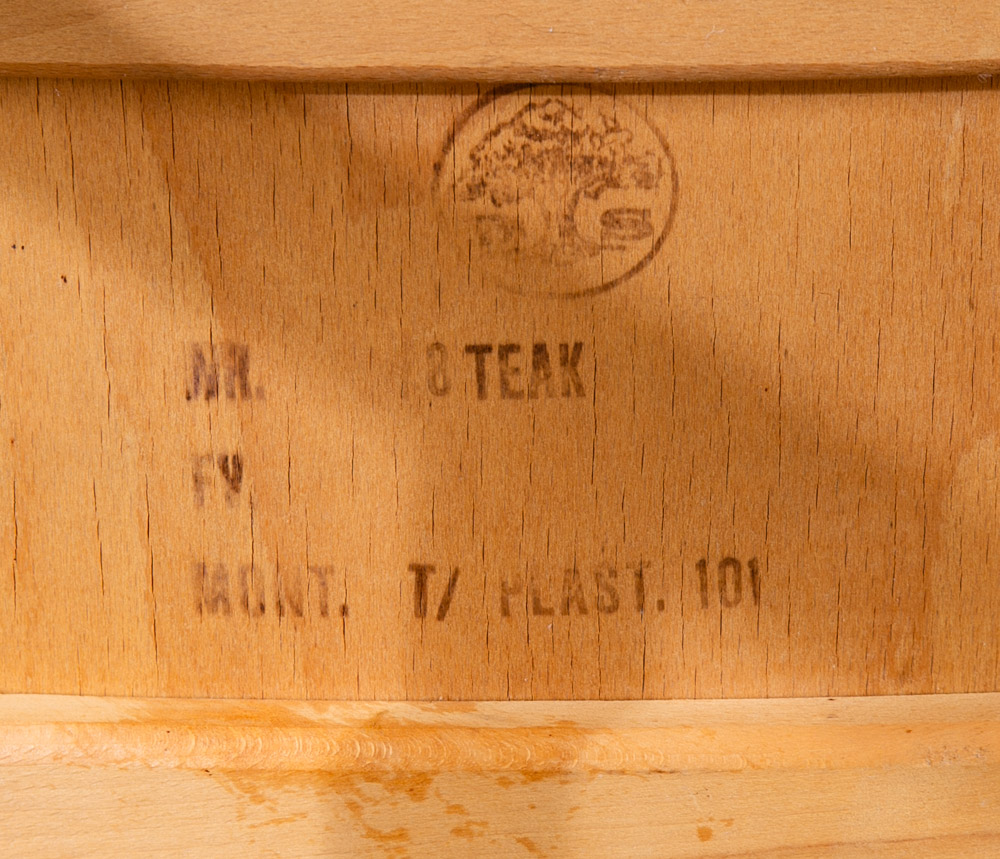 NR. 8 TEAK
FV
MONT. T/ PLAST. 101